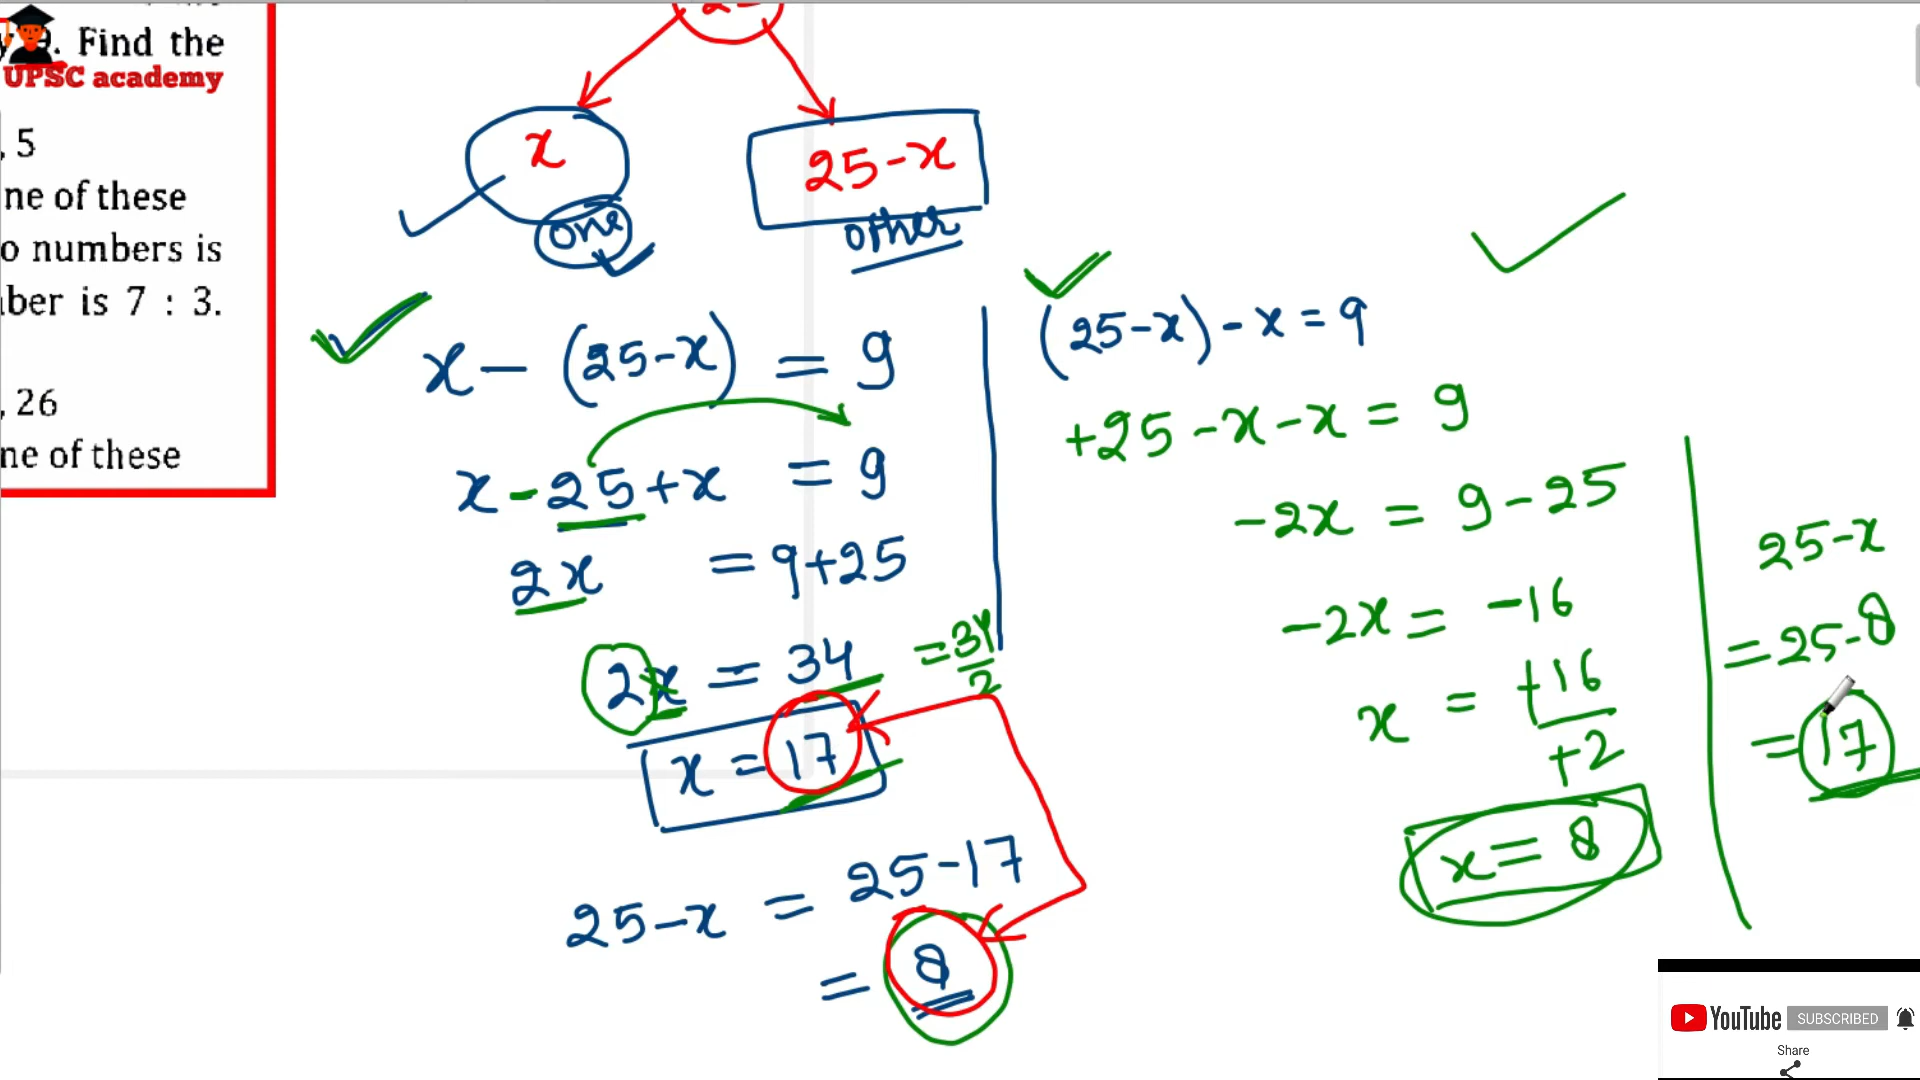 9. Find the
UPSC academy
, 5
ne of these
o numbers is
ber is 7 : 3.
, 26
ne of these
x
25-x
one
other
x - (25-x) = 9
x - 25 + x = 9
2x = 9+25
2x = 34 = 34/2
x = 17
25-x = 25-17
= 8
(25-x) - x = 9
+25 - x - x = 9
-2x = 9 - 25
-2x = -16
x = +16/+2
x = 8
25-x
= 25-8
= 17
YouTube SUBSCRIBED
Share